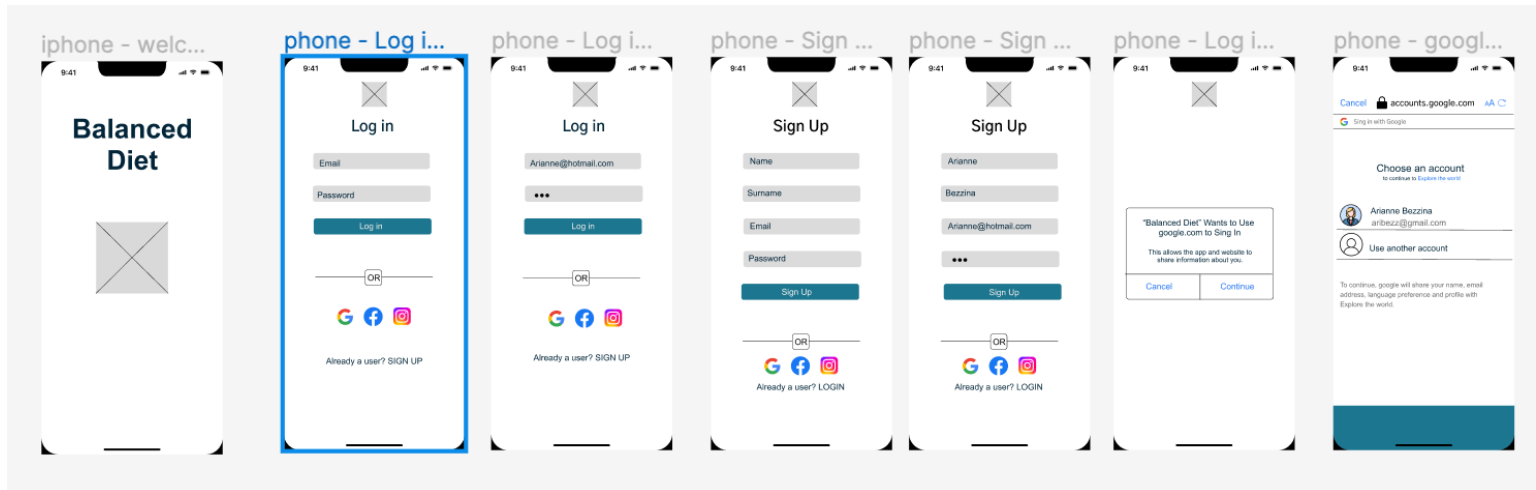 iphone - welc...
9:41
Balanced
Diet
phone - Log i...
9:41
Log in
Email
Password
Log in
OR
Already a user? SIGN UP
phone - Log i...
9:41
Log in
Arianne@hotmail.com
●●●
Log in
OR
Already a user? SIGN UP
phone - Sign ...
9:41
Sign Up
Name
Surname
Email
Password
Sign Up
OR
Already a user? LOGIN
phone - Sign ...
9:41
Sign Up
Arianne
Bezzina
Arianne@hotmail.com
●●●
Sign Up
OR
Already a user? LOGIN
phone - Log i...
9:41
"Balanced Diet" Wants to Use
google.com to Sing In
This allows the app and website to
share information about you.
Cancel
Continue
phone - googl...
9:41
Cancel accounts.google.com AA
G Sing in with Google
Choose an account
to continue to Explore the world
Arianne Bezzina
aribezz@gmail.com
Use another account
To continue, google will share your name, email
address, language preference and profile with
Explore the world.